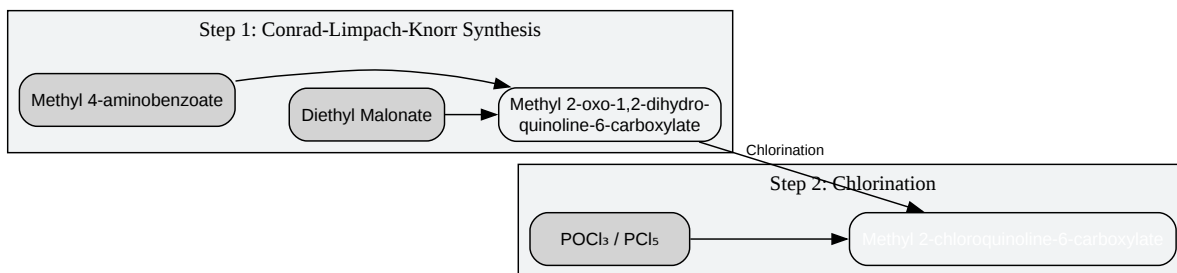 Step 1: Conrad-Limpach-Knorr Synthesis
Methyl 4-aminobenzoate
Diethyl Malonate
Methyl 2-oxo-1,2-dihydro-
quinoline-6-carboxylate
Chlorination
Step 2: Chlorination
POCl₃ / PCl₅
Methyl 2-chloroquinoline-6-carboxylate